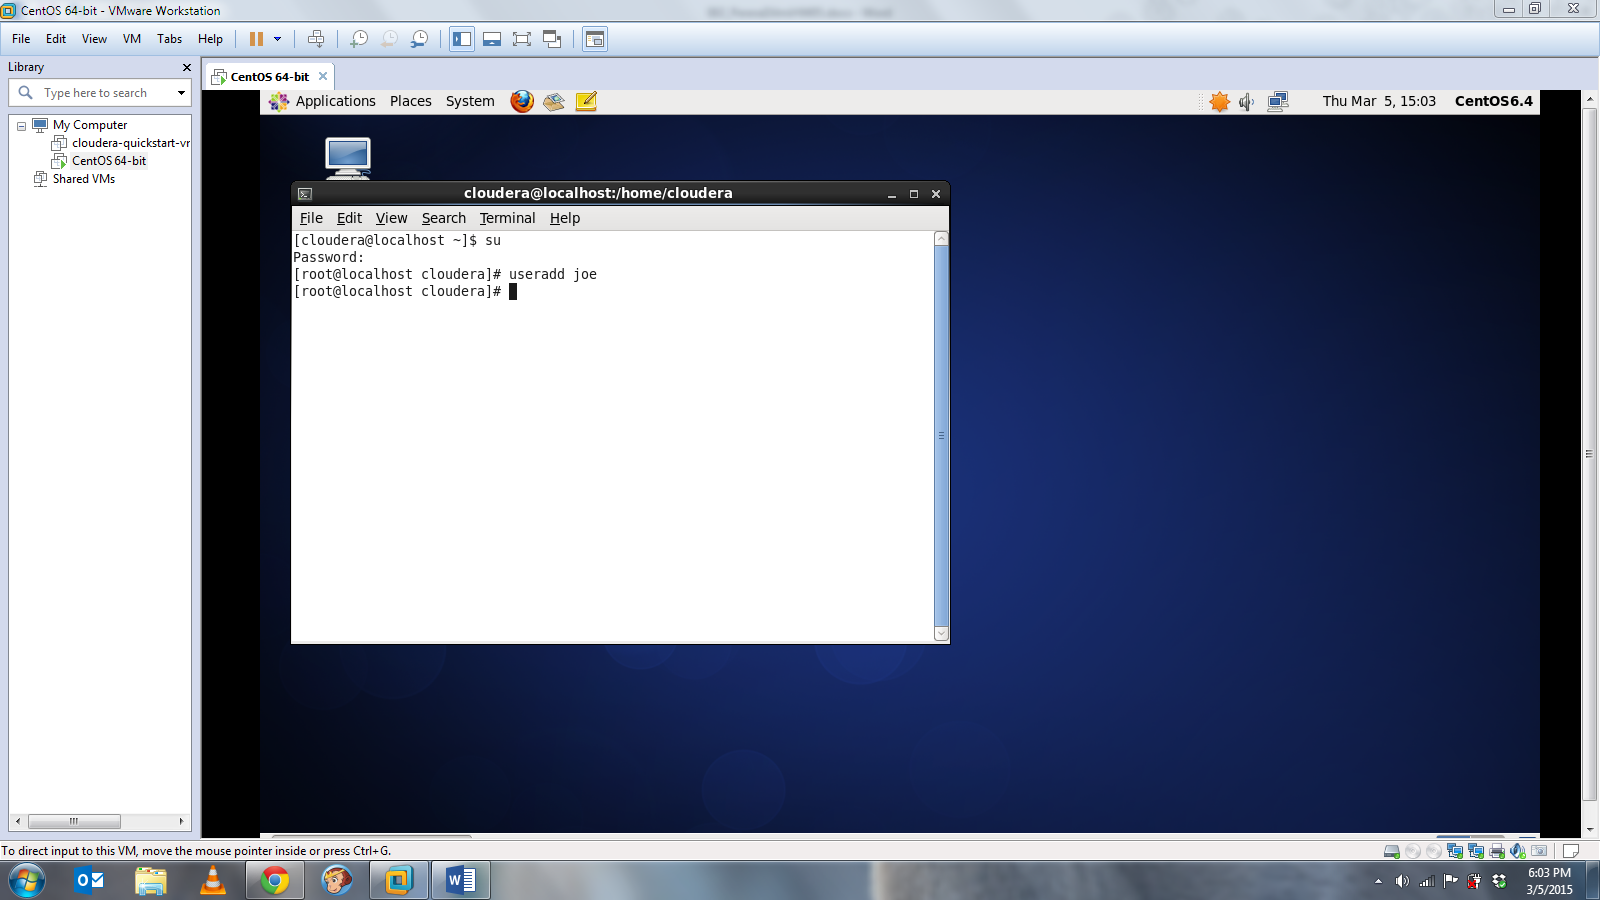 CentOS 64-bit - VMware Workstation
File Edit View VM Tabs Help
Library
Type here to search
My Computer
cloudera-quickstart-vr
CentOS 64-bit
Shared VMs
CentOS 64-bit
Applications Places System
Thu Mar 5, 15:03 CentOS6.4
cloudera@localhost:/home/cloudera
File Edit View Search Terminal Help
[cloudera@localhost ~]$ su
Password:
[root@localhost cloudera]# useradd joe
[root@localhost cloudera]#
To direct input to this VM, move the mouse pointer inside or press Ctrl+G.
6:03 PM
3/5/2015